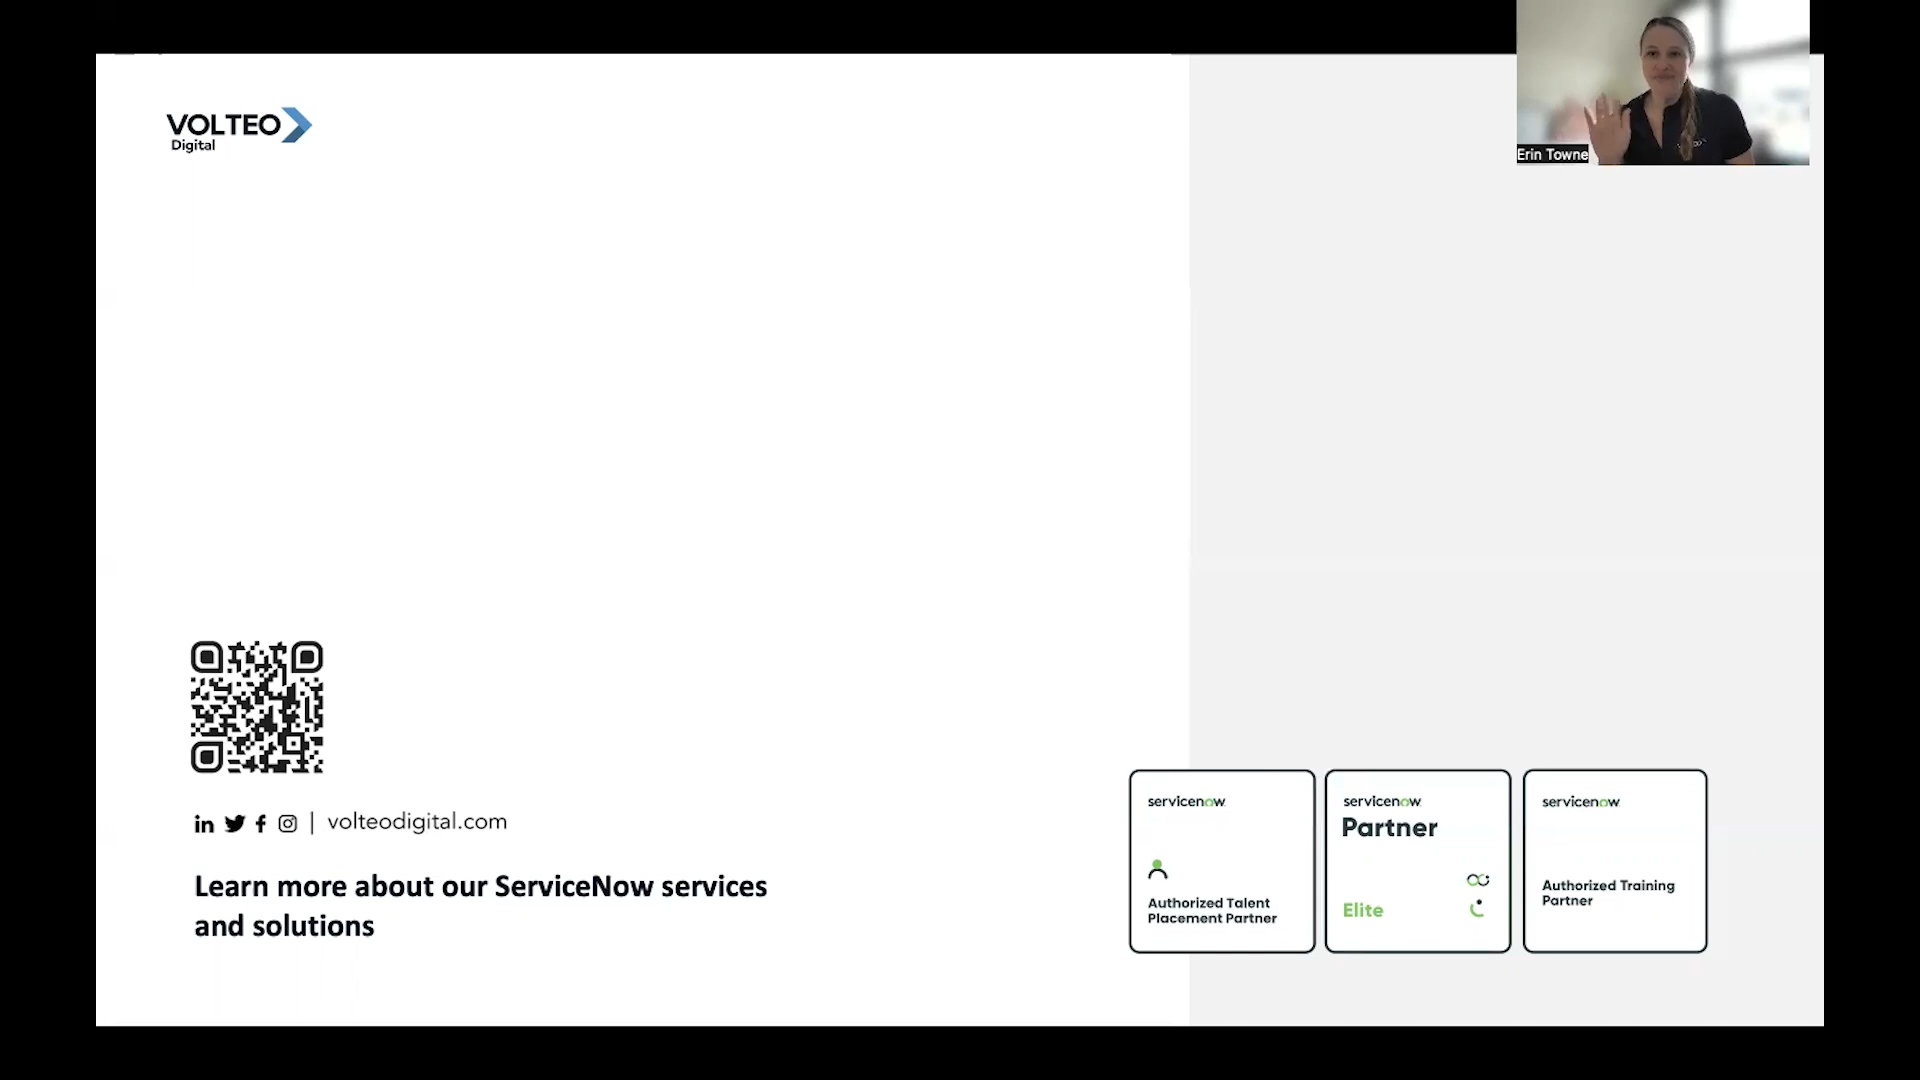 VOLTEO
Digital
Erin Towne
in f | volteodigital.com
Learn more about our ServiceNow services
and solutions
servicenow
Authorized Talent
Placement Partner
servicenow
Partner
Elite
servicenow
Authorized Training
Partner